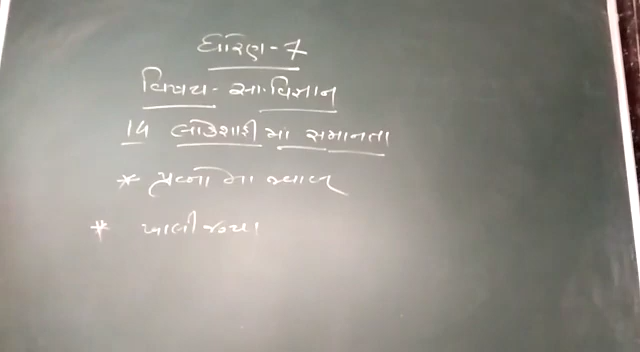 ધોરણ - 7
વિષય - સા. વિજ્ઞાન
14 લોકશાહીમાં સમાનતા
* પ્રશ્નોના જવાબ
* ખાલી જગ્યા